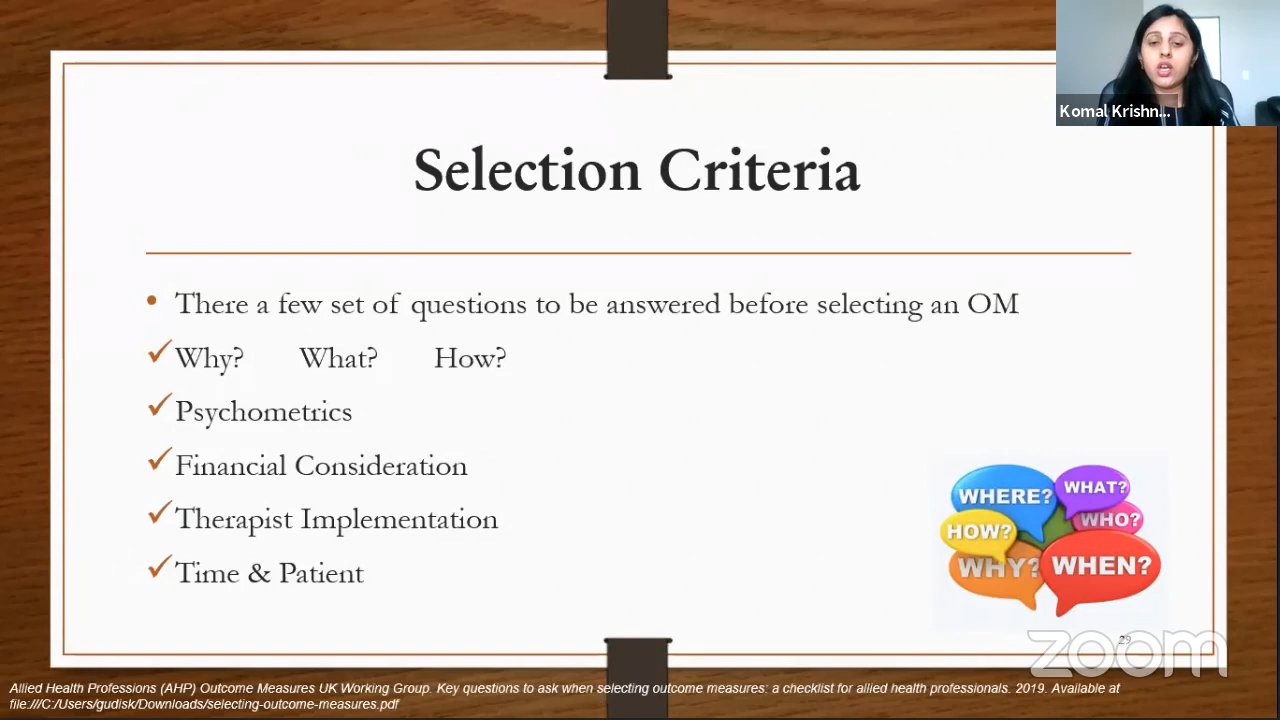 Komal Krishn...
Selection Criteria
• There a few set of questions to be answered before selecting an OM
✓Why? What? How?
✓Psychometrics
✓Financial Consideration
✓Therapist Implementation
✓Time & Patient
WHERE? WHAT?
HOW? WHO?
WHY? WHEN?
29
zoom
Allied Health Professions (AHP) Outcome Measures UK Working Group. Key questions to ask when selecting outcome measures: a checklist for allied health professionals. 2019. Available at
file:///C:/Users/gudisk/Downloads/selecting-outcome-measures.pdf